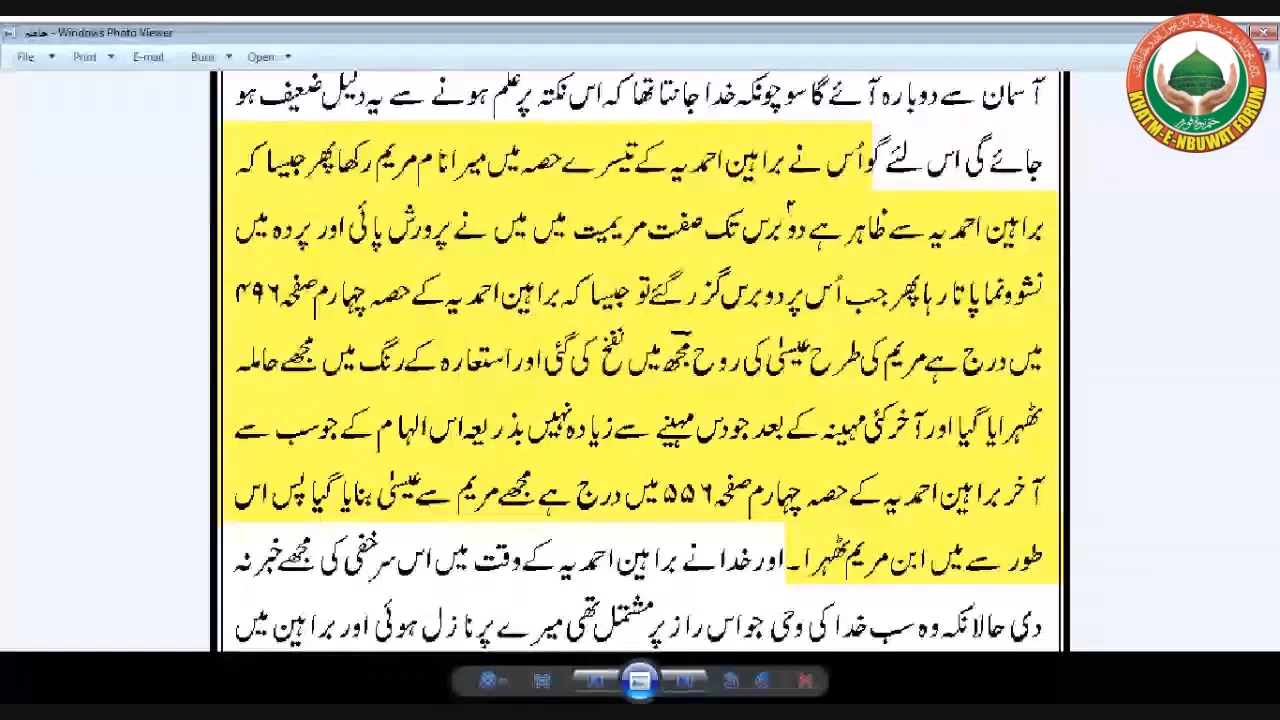 حاصہ - Windows Photo Viewer
File Print E-mail Burn Open
KHATM-E-NBUWAT FORUM
آسمان سے دوبارہ آئے گا سو چونکہ خدا جانتا تھا کہ اس نکتہ پر علم ہونے سے یہ دلیل ضعیف ہو
جائے گی اس لئے گو اُس نے براہین احمدیہ کے تیسرے حصہ میں میرا نام مریم رکھا پھر جیسا کہ
براہین احمدیہ سے ظاہر ہے دو۲ برس تک صفت مریمیت میں میں نے پرورش پائی اور پردہ میں
نشوونما پاتا رہا پھر جب اُس پر دو برس گزر گئے تو جیسا کہ براہین احمدیہ کے حصہ چہارم صفحہ ۴۹۶
میں درج ہے مریم کی طرح عیسیٰ کی روح مجھ میں نفخ کی گئی اور استعارہ کے رنگ میں مجھے حاملہ
ٹھہرایا گیا اور آخر کئی مہینہ کے بعد جو دس مہینے سے زیادہ نہیں بذریعہ اس الہام کے جو سب سے
آخر براہین احمدیہ کے حصہ چہارم صفحہ ۵۵۶ میں درج ہے مجھے مریم سے عیسیٰ بنایا گیا پس اس
طور سے میں ابن مریم ٹھہرا۔ اور خدا نے براہین احمدیہ کے وقت میں اس سرخفی کی مجھے خبر نہ
دی حالانکہ وہ سب خدا کی وحی جو اس راز پر مشتمل تھی میرے پر نازل ہوئی اور براہین میں